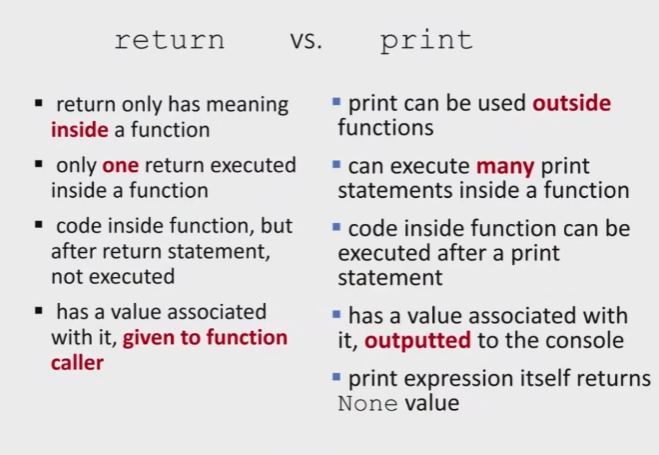 return vs. print
▪ return only has meaning
inside a function
▪ only one return executed
inside a function
▪ code inside function, but
after return statement,
not executed
▪ has a value associated
with it, given to function
caller
▪ print can be used outside
functions
▪ can execute many print
statements inside a function
▪ code inside function can be
executed after a print
statement
▪ has a value associated with
it, outputted to the console
▪ print expression itself returns
None value